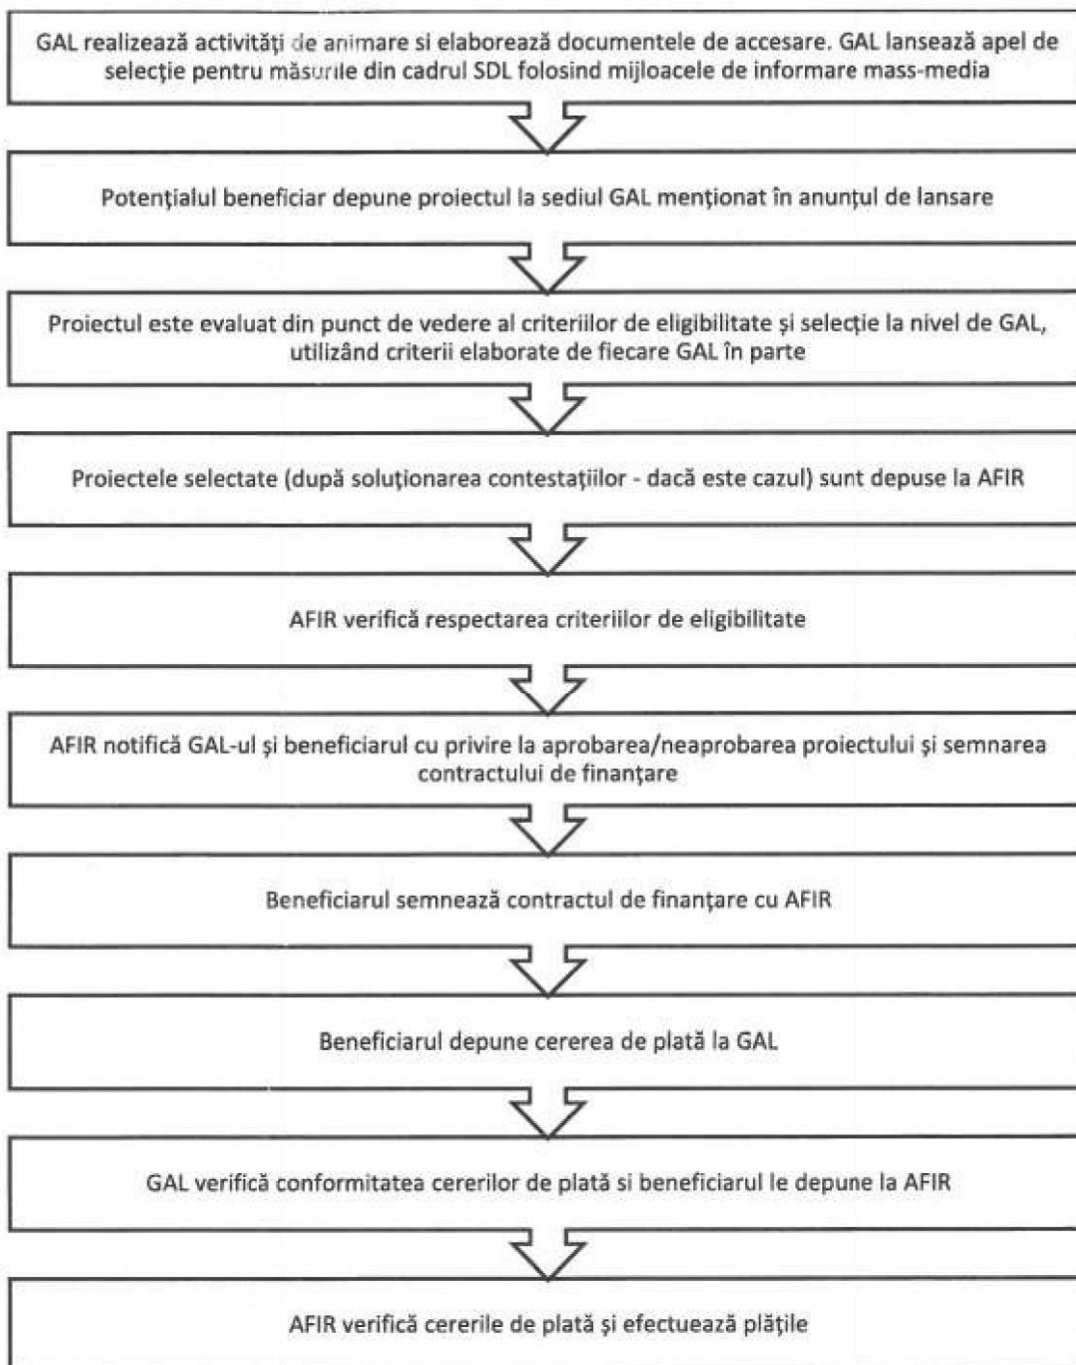 GAL realizează activități de animare si elaborează documentele de accesare. GAL lansează apel de
selecție pentru măsurile din cadrul SDL folosind mijloacele de informare mass-media
Potențialul beneficiar depune proiectul la sediul GAL menționat în anunțul de lansare
Proiectul este evaluat din punct de vedere al criteriilor de eligibilitate și selecție la nivel de GAL,
utilizând criterii elaborate de fiecare GAL în parte
Proiectele selectate (după soluționarea contestațiilor - dacă este cazul) sunt depuse la AFIR
AFIR verifică respectarea criteriilor de eligibilitate
AFIR notifică GAL-ul și beneficiarul cu privire la aprobarea/neaprobarea proiectului și semnarea
contractului de finanțare
Beneficiarul semnează contractul de finanțare cu AFIR
Beneficiarul depune cererea de plată la GAL
GAL verifică conformitatea cererilor de plată si beneficiarul le depune la AFIR
AFIR verifică cererile de plată și efectuează plățile